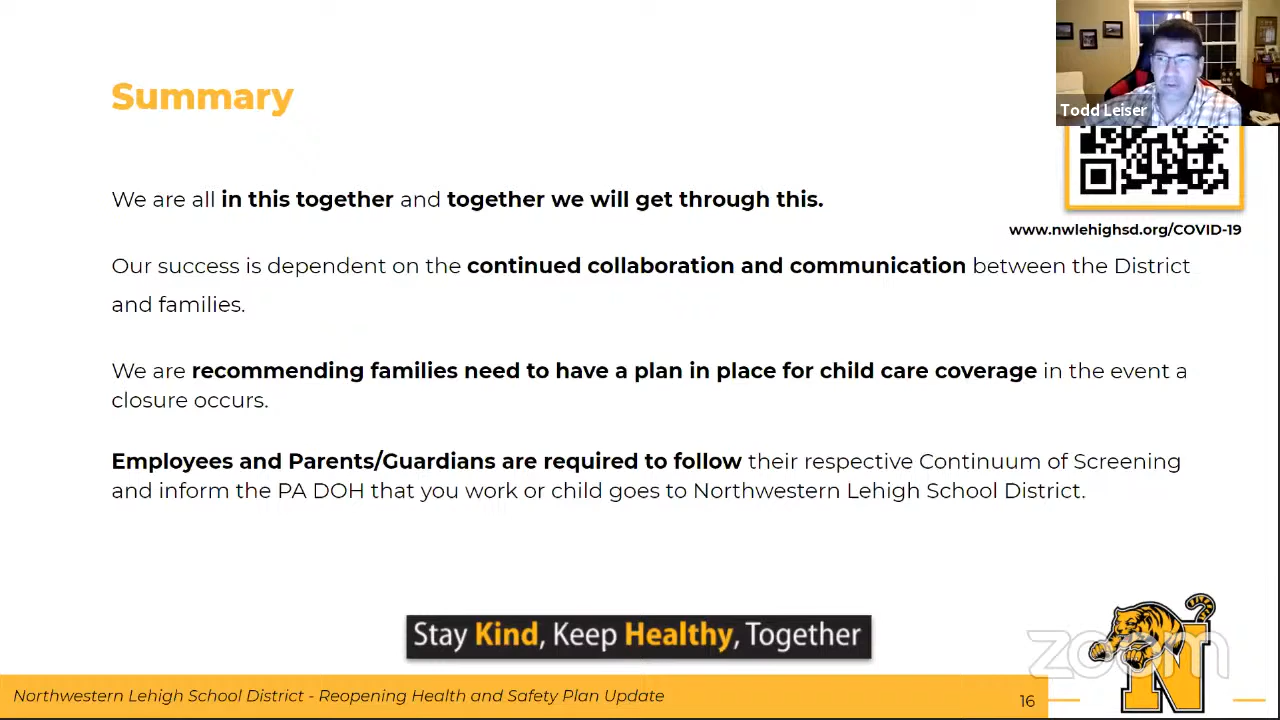 Summary
Todd Leiser
We are all in this together and together we will get through this.
www.nwlehighsd.org/COVID-19
Our success is dependent on the continued collaboration and communication between the District
and families.
We are recommending families need to have a plan in place for child care coverage in the event a
closure occurs.
Employees and Parents/Guardians are required to follow their respective Continuum of Screening
and inform the PA DOH that you work or child goes to Northwestern Lehigh School District.
Stay Kind, Keep Healthy, Together
N
zoom
Northwestern Lehigh School District - Reopening Health and Safety Plan Update
16